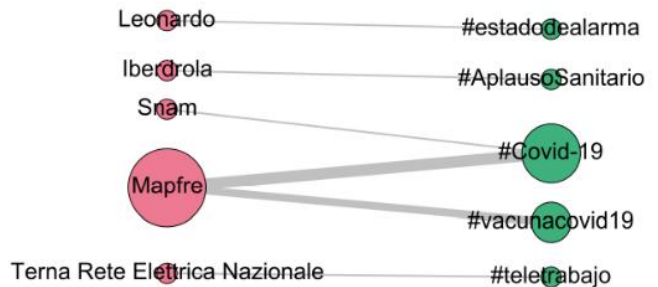 Leonardo
#estadodealarma
Iberdrola
#AplausoSanitario
Snam
#Covid-19
Mapfre
#vacunacovid19
Terna Rete Elettrica Nazionale
#teletrabajo